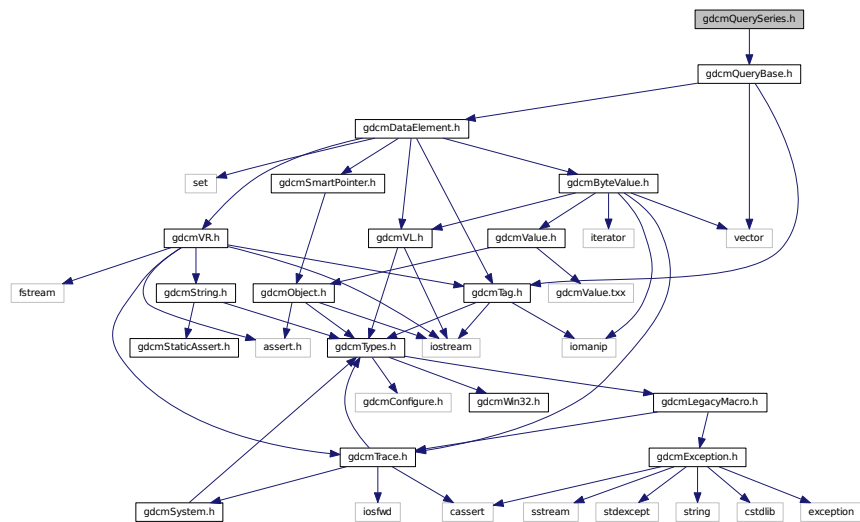 gdcmQuerySeries.h
gdcmQueryBase.h
gdcmDataElement.h
set
gdcmSmartPointer.h
gdcmByteValue.h
gdcmVR.h
gdcmVL.h
gdcmValue.h
iterator
vector
fstream
gdcmString.h
gdcmObject.h
gdcmTag.h
gdcmValue.txx
gdcmStaticAssert.h
assert.h
gdcmTypes.h
iostream
iomanip
gdcmConfigure.h
gdcmWin32.h
gdcmLegacyMacro.h
gdcmTrace.h
gdcmException.h
gdcmSystem.h
iosfwd
cassert
sstream
stdexcept
string
cstdlib
exception